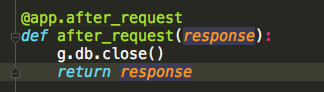 @app.after_request
def after_request(response):
    g.db.close()
    return response